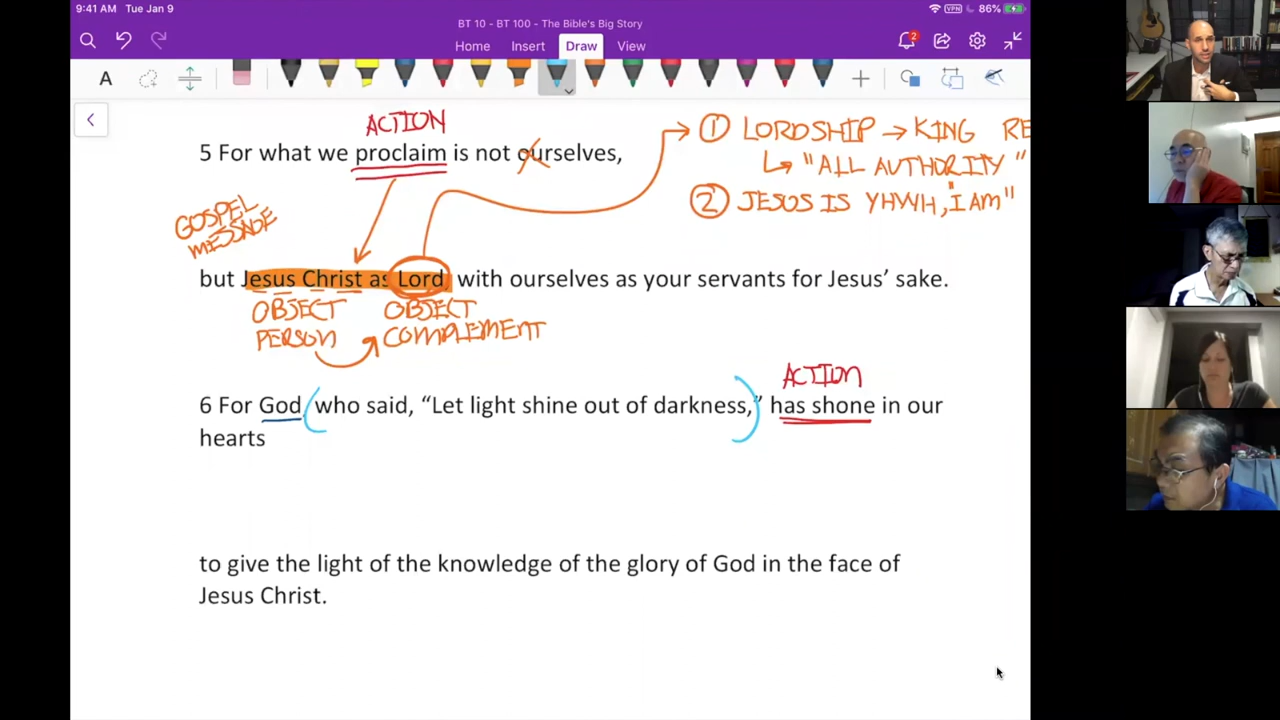 9:41 AM Tue Jan 9
VPN 86%
BT 10 - BT 100 - The Bible's Big Story
Home Insert Draw View
2
A
ACTION
5 For what we proclaim is not ourselves,
① LORDSHIP → KING RE
↳ "ALL AUTHORITY"
② JESUS IS YHWH, "I AM"
GOSPEL
MESSAGE
but Jesus Christ as Lord with ourselves as your servants for Jesus’ sake.
OBJECT OBJECT
PERSON COMPLEMENT
ACTION
6 For God (who said, “Let light shine out of darkness,)” has shone in our
hearts
to give the light of the knowledge of the glory of God in the face of
Jesus Christ.